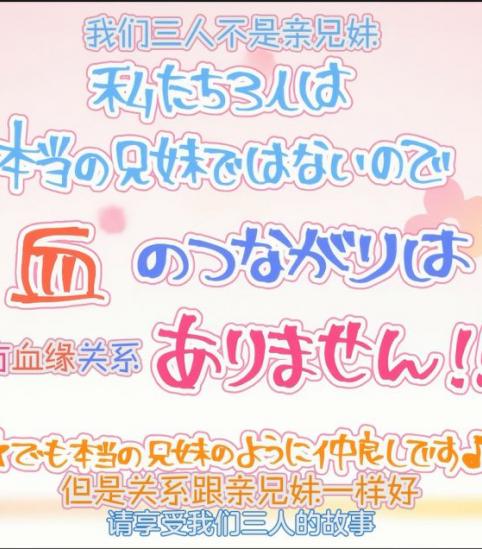 我们三人不是亲兄妹
私たち3人は
本当の兄妹ではないので
血のつながりは
血缘关系
ありません!!
でも本当の兄妹のように仲良しです♪
但是关系跟亲兄妹一样好
请享受我们三人的故事